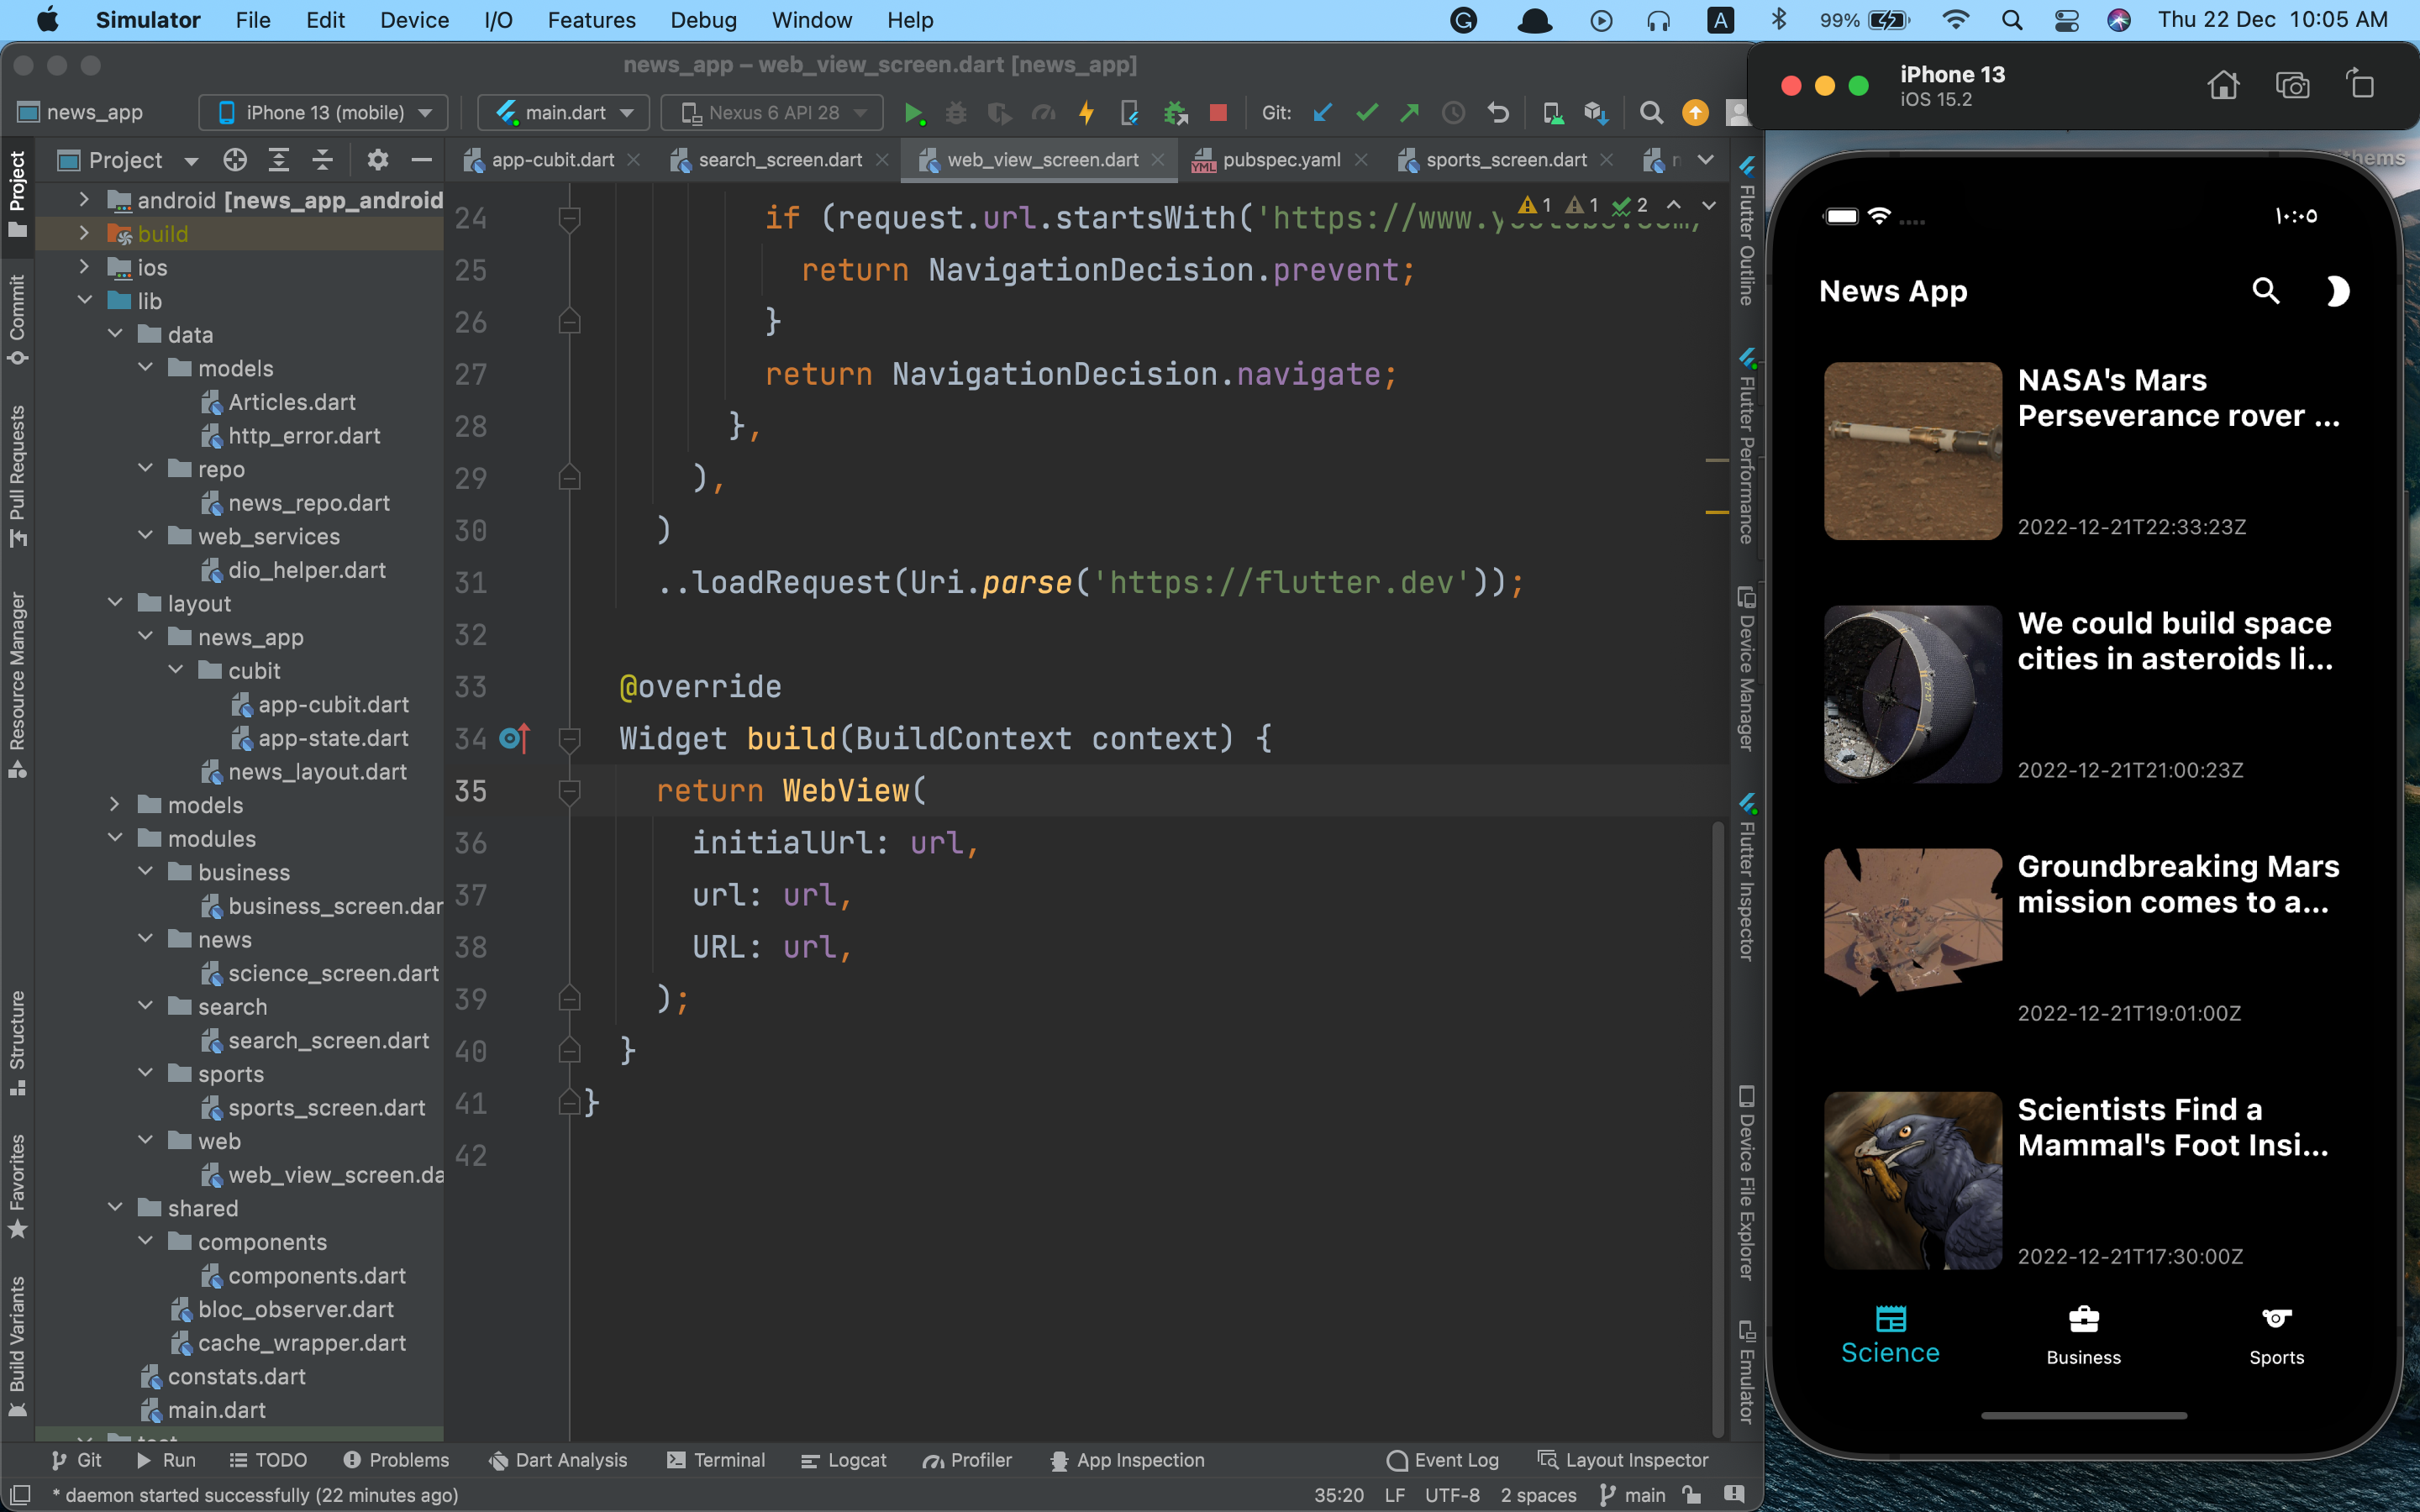 Simulator File Edit Device I/O Features Debug Window Help
A 99% Thu 22 Dec 10:05 AM
news_app – web_view_screen.dart [news_app]
news_app iPhone 13 (mobile) main.dart Nexus 6 API 28 Git:
Project
app-cubit.dart search_screen.dart web_view_screen.dart pubspec.yaml sports_screen.dart
Project
Commit
Pull Requests
Resource Manager
Structure
Favorites
Build Variants
android [news_app_android
build
ios
lib
data
models
Articles.dart
http_error.dart
repo
news_repo.dart
web_services
dio_helper.dart
layout
news_app
cubit
app-cubit.dart
app-state.dart
news_layout.dart
models
modules
business
business_screen.dar
news
science_screen.dart
search
search_screen.dart
sports
sports_screen.dart
web
web_view_screen.da
shared
components
components.dart
bloc_observer.dart
cache_wrapper.dart
constats.dart
main.dart
1 1 2
24 if (request.url.startsWith('https://www.youtube.com/
25 return NavigationDecision.prevent;
26 }
27 return NavigationDecision.navigate;
28 },
29 ),
30 )
31 ..loadRequest(Uri.parse('https://flutter.dev'));
32
33 @override
34 Widget build(BuildContext context) {
35 return WebView(
36 initialUrl: url,
37 url: url,
38 URL: url,
39 );
40 }
41 }
42
Flutter Outline
Flutter Performance
Device Manager
Flutter Inspector
Device File Explorer
Emulator
Git Run TODO Problems Dart Analysis Terminal Logcat Profiler App Inspection Event Log Layout Inspector
* daemon started successfully (22 minutes ago) 35:20 LF UTF-8 2 spaces main
iPhone 13
iOS 15.2
١٠:٠٥
News App
NASA's Mars
Perseverance rover ...
2022-12-21T22:33:23Z
We could build space
cities in asteroids li...
2022-12-21T21:00:23Z
Groundbreaking Mars
mission comes to a...
2022-12-21T19:01:00Z
Scientists Find a
Mammal's Foot Insi...
2022-12-21T17:30:00Z
Science Business Sports